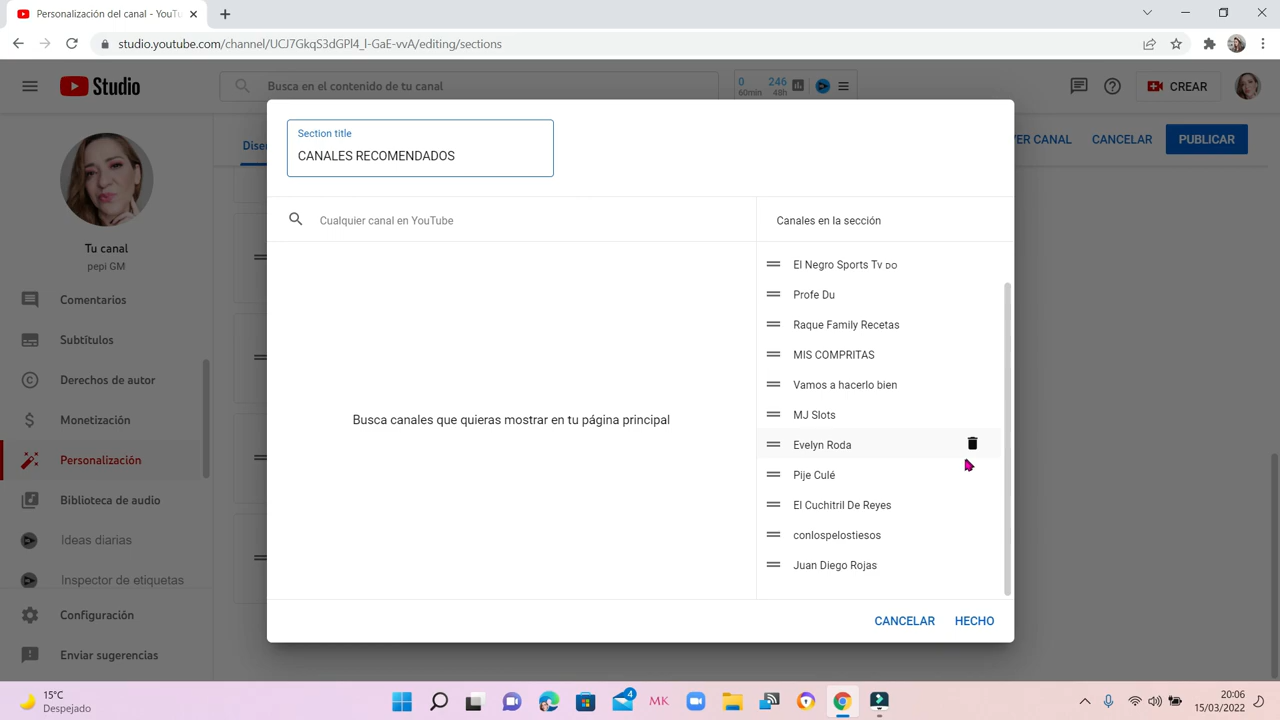 Personalización del canal - YouT
studio.youtube.com/channel/UCJ7GkqS3dGPl4_l-GaE-vvA/editing/sections
Studio
Busca en el contenido de tu canal
0 246
60min 48h
CREAR
Section title
CANALES RECOMENDADOS
VER CANAL
CANCELAR
PUBLICAR
Tu canal
pepi GM
Comentarios
Subtítulos
Derechos de autor
Monetización
Personalización
Biblioteca de audio
Ideas diarias
Inspector de etiquetas
Configuración
Enviar sugerencias
Cualquier canal en YouTube
Busca canales que quieras mostrar en tu página principal
Canales en la sección
El Negro Sports Tv DO
Profe Du
Raque Family Recetas
MIS COMPRITAS
Vamos a hacerlo bien
MJ Slots
Evelyn Roda
Pije Culé
El Cuchitril De Reyes
conlospelostiesos
Juan Diego Rojas
CANCELAR
HECHO
15°C
Despejado
4
MK
20:06
15/03/2022